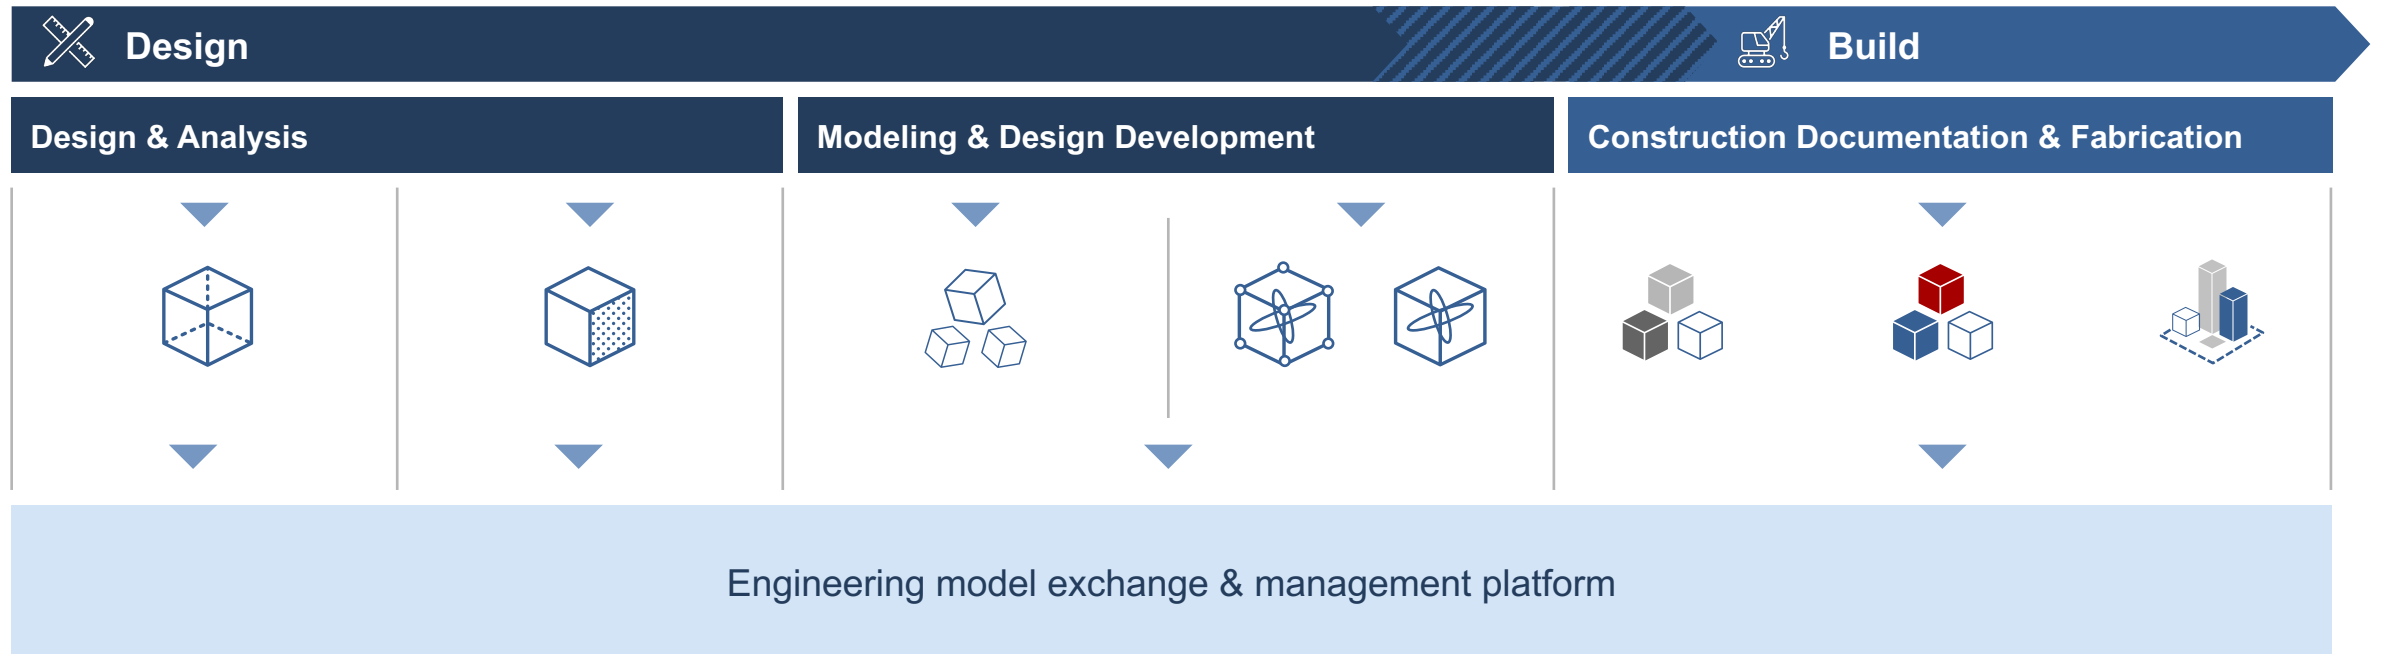 Design
Build
Design & Analysis
Modeling & Design Development
Construction Documentation & Fabrication
Engineering model exchange & management platform